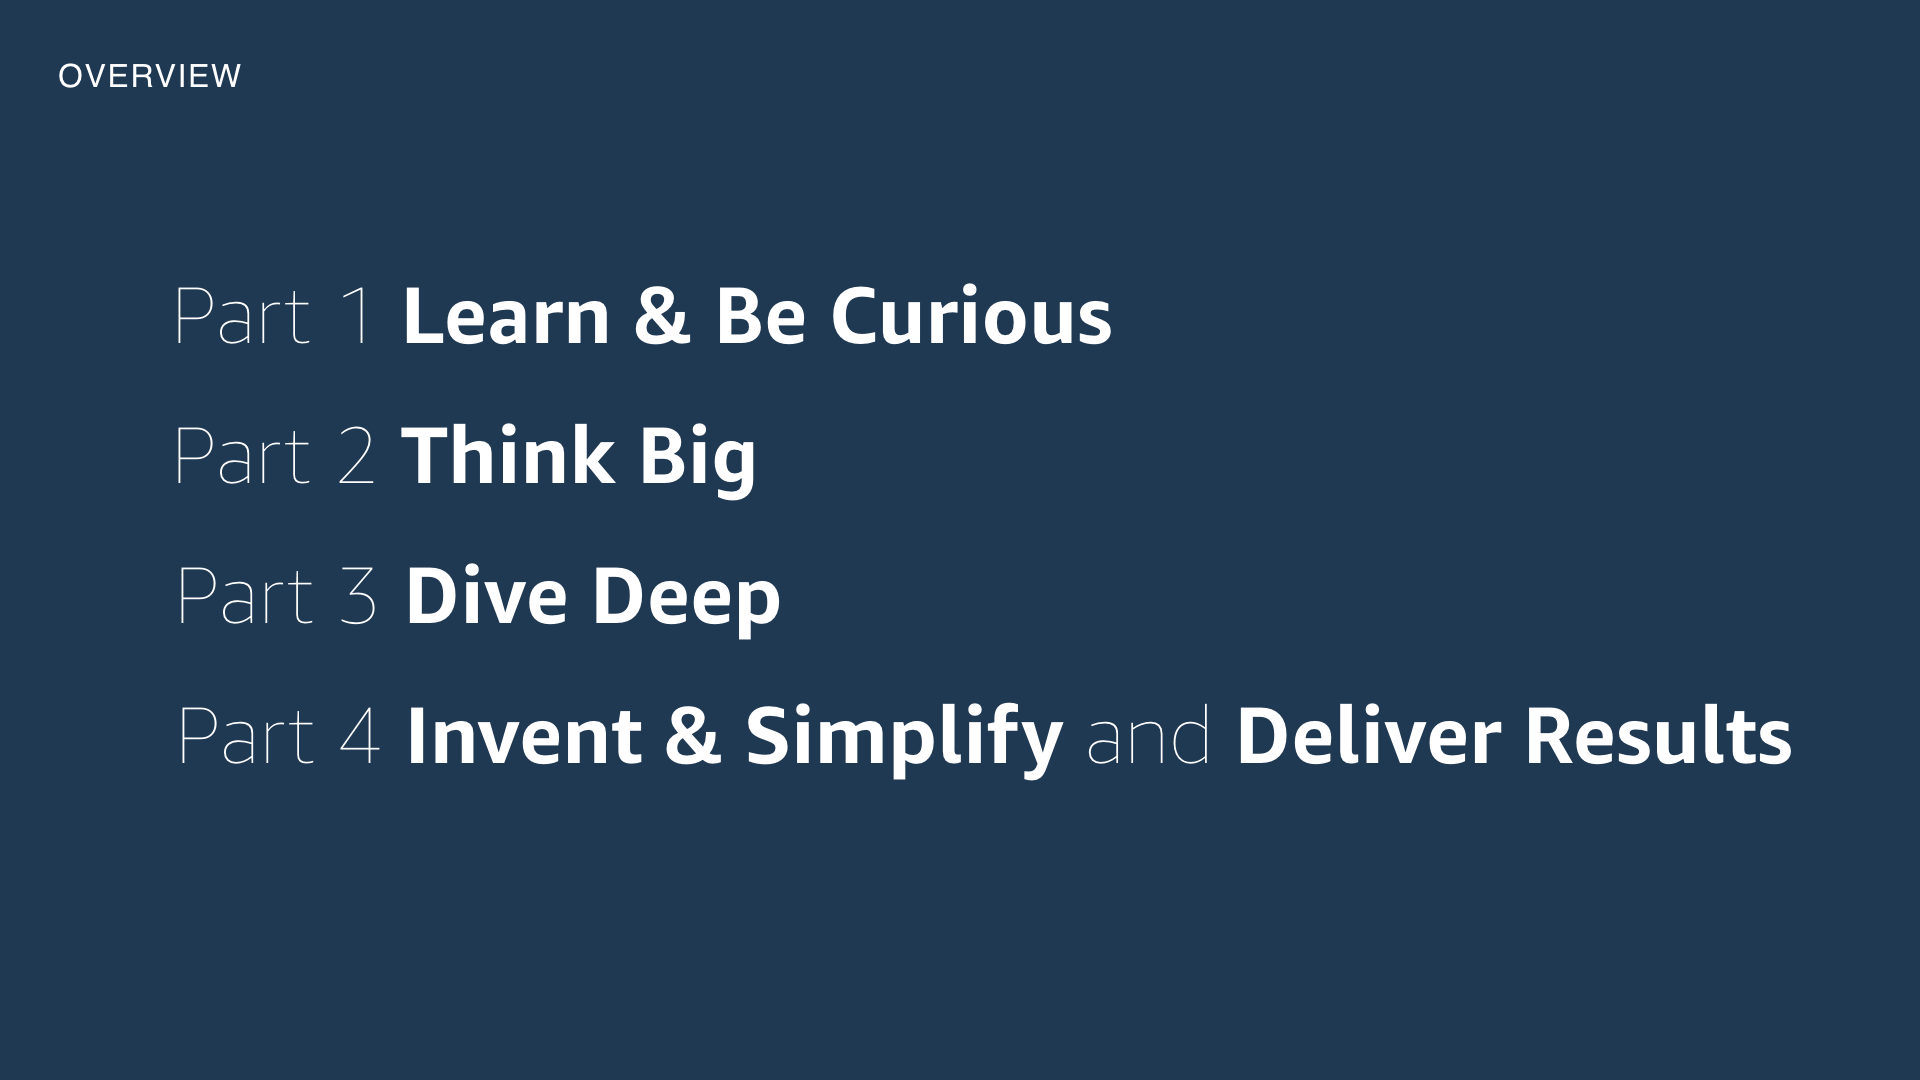 OVERVIEW
Part 1 Learn & Be Curious
Part 2 Think Big
Part 3 Dive Deep
Part 4 Invent & Simplify and Deliver Results